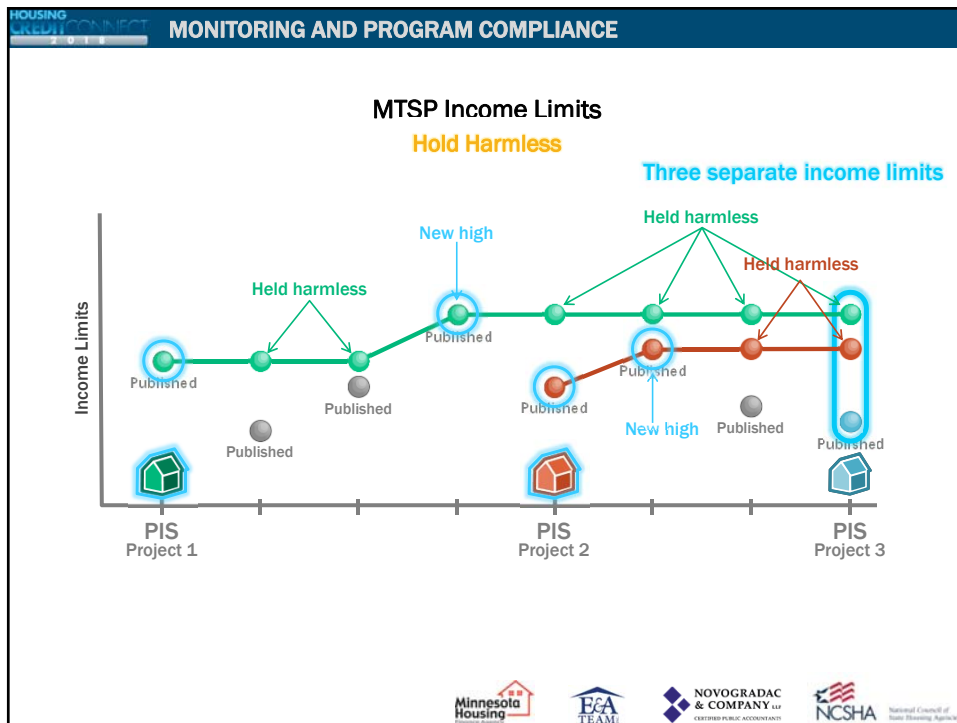 HOUSING
CREDITCONNECT
2018
MONITORING AND PROGRAM COMPLIANCE
MTSP Income Limits
Hold Harmless
Three separate income limits
Held harmless
New high
Held harmless
Held harmless
Published
Published
Published
Published
Published
Published
New high
Published
Published
Income Limits
PIS
Project 1
PIS
Project 2
PIS
Project 3
Minnesota
Housing
E&A
TEAM
NOVOGRADAC
& COMPANY LLP
CERTIFIED PUBLIC ACCOUNTANTS
NCSHA
National Council of
State Housing Agencies